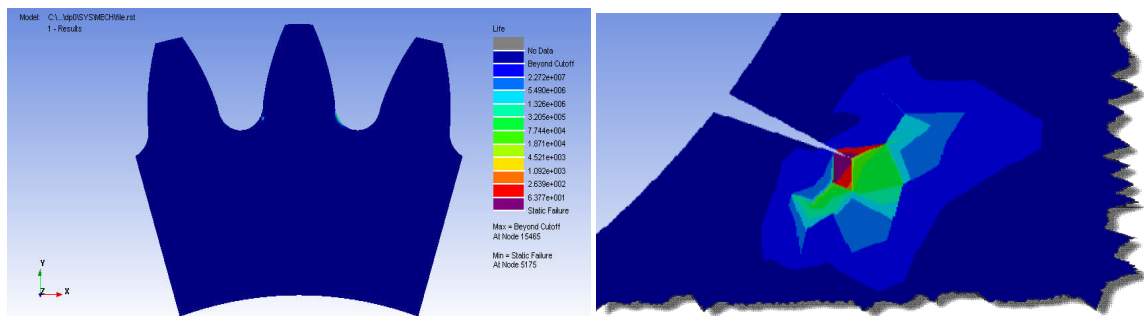 Model: C:\...\dp0\SYS\MECH\file.rst
1 - Results
Life
No Data
Beyond Cutoff
2.272e+007
5.490e+006
1.326e+006
3.205e+005
7.744e+004
1.871e+004
4.521e+003
1.092e+003
2.639e+002
6.377e+001
Static Failure
Max = Beyond Cutoff
At Node 15465
Min = Static Failure
At Node 5175
Y
Z
X